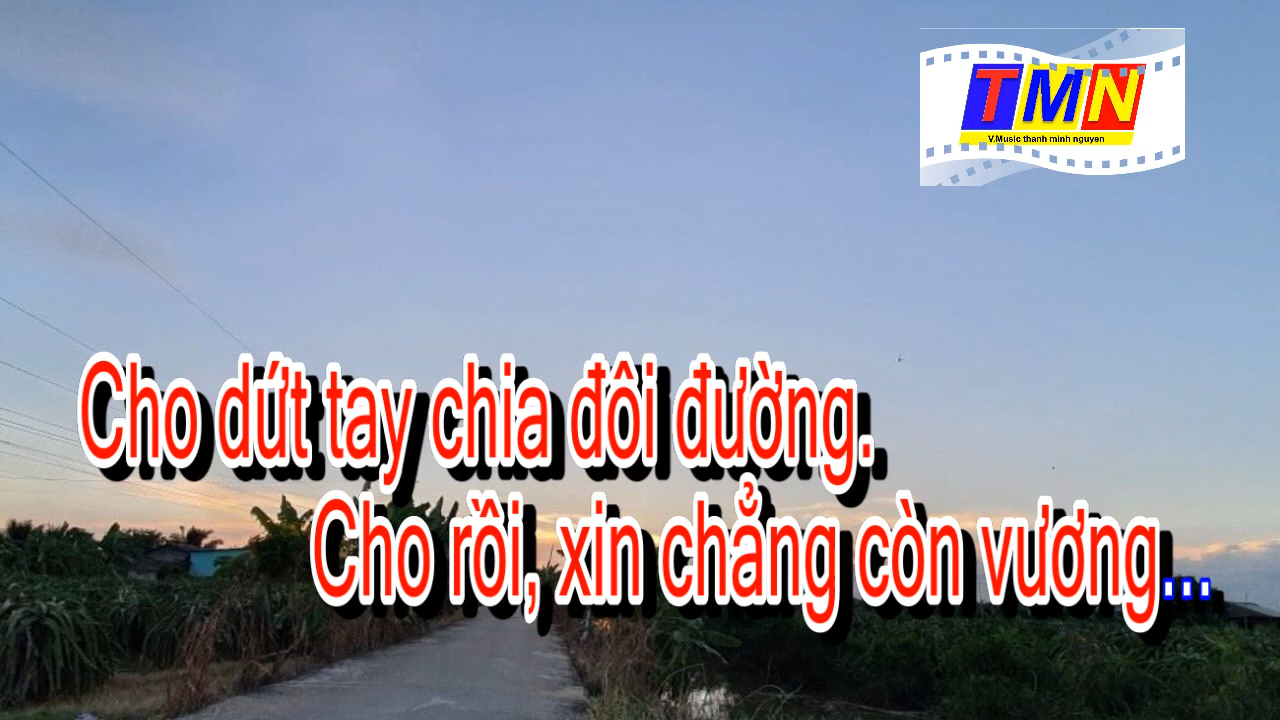 TMN
V.Music thanh minh nguyen
Cho dứt tay chia đôi đường.
Cho rồi, xin chẳng còn vương...